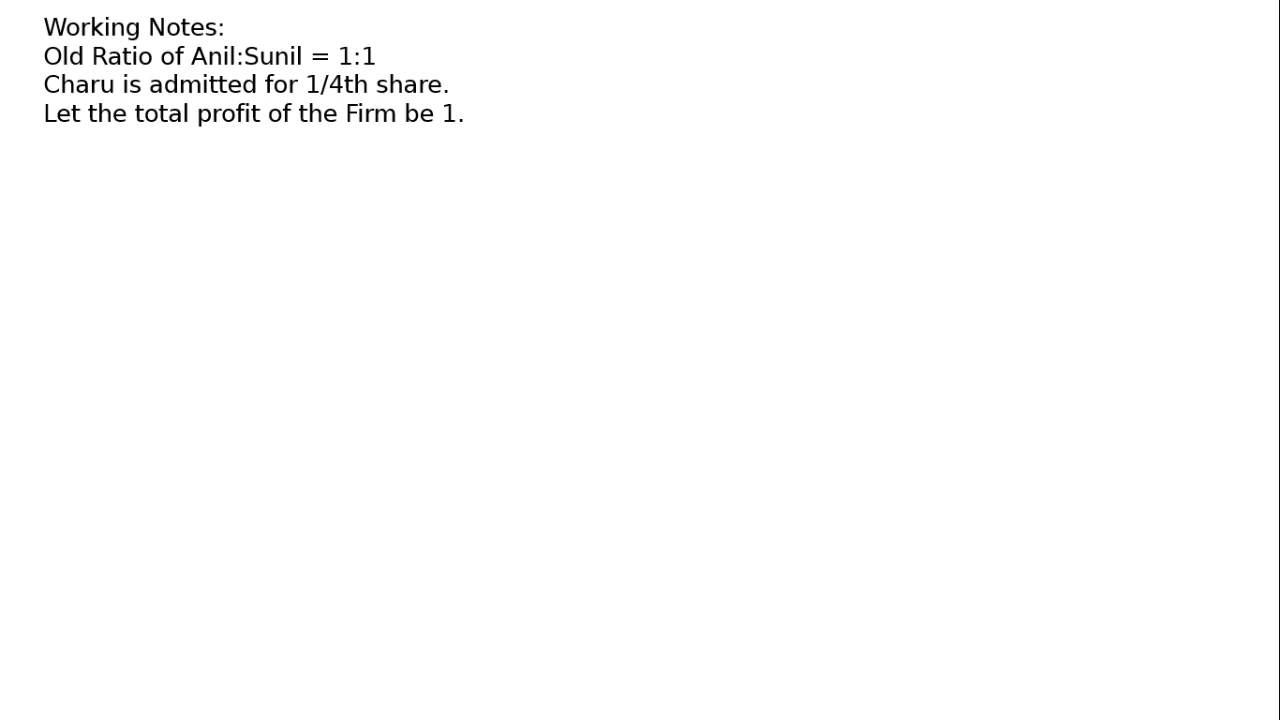 Working Notes:
Old Ratio of Anil:Sunil = 1:1
Charu is admitted for 1/4th share.
Let the total profit of the Firm be 1.